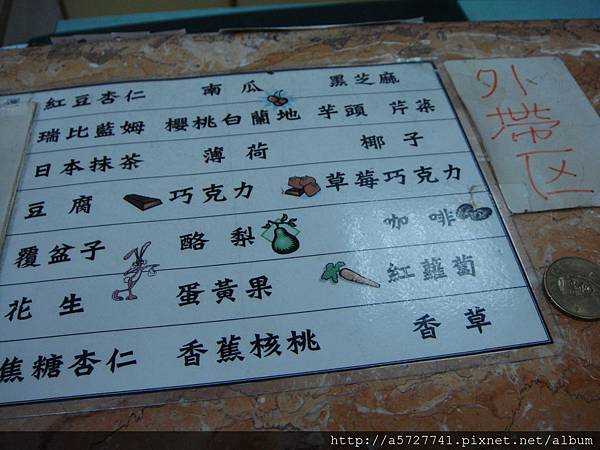 紅豆杏仁 南瓜 黑芝麻
瑞比藍姆 櫻桃白蘭地 芋頭 芹菜
日本抹茶 薄荷 椰子
豆腐 巧克力 草莓巧克力
覆盆子 酪梨 咖啡
花生 蛋黃果 紅蘿蔔
焦糖杏仁 香蕉核桃 香草
外帶区
http://a5727741.pixnet.net/album